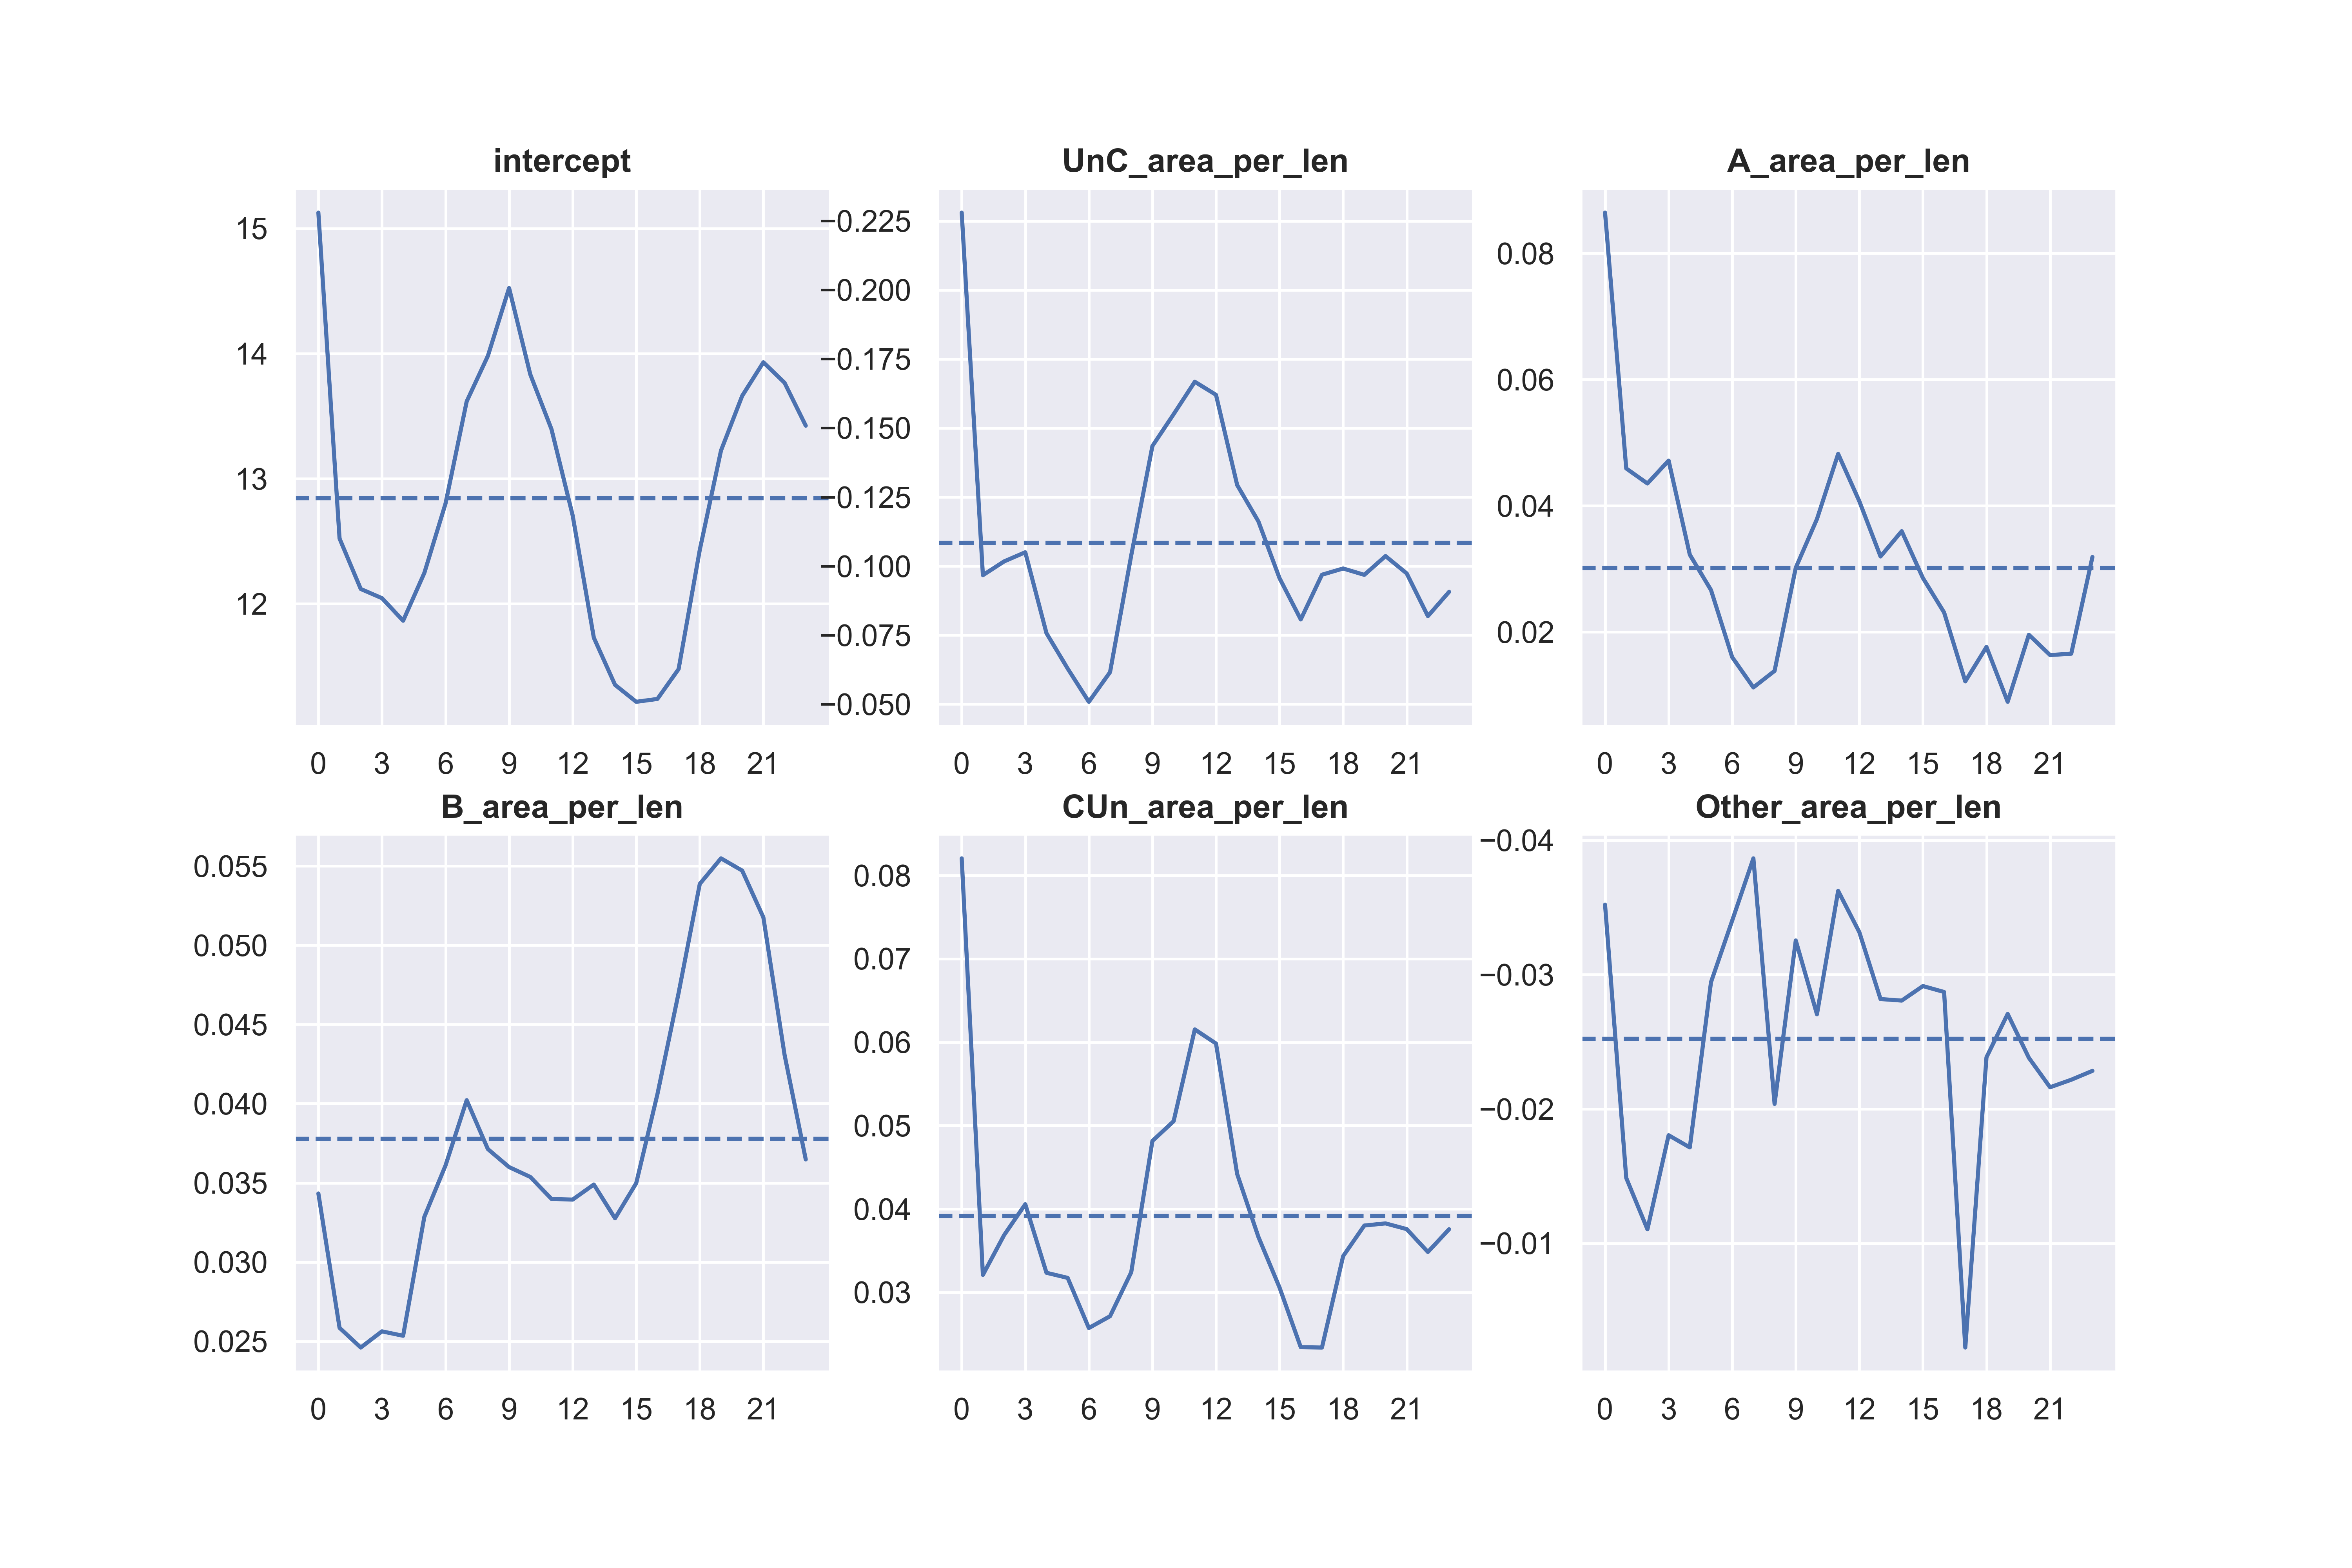 intercept
15
14
13
12
0 3 6 9 12 15 18 21
UnC_area_per_len
−0.225
−0.200
−0.175
−0.150
−0.125
−0.100
−0.075
−0.050
0 3 6 9 12 15 18 21
A_area_per_len
0.08
0.06
0.04
0.02
0 3 6 9 12 15 18 21
B_area_per_len
0.055
0.050
0.045
0.040
0.035
0.030
0.025
0 3 6 9 12 15 18 21
CUn_area_per_len
0.08
0.07
0.06
0.05
0.04
0.03
0 3 6 9 12 15 18 21
Other_area_per_len
−0.04
−0.03
−0.02
−0.01
0 3 6 9 12 15 18 21